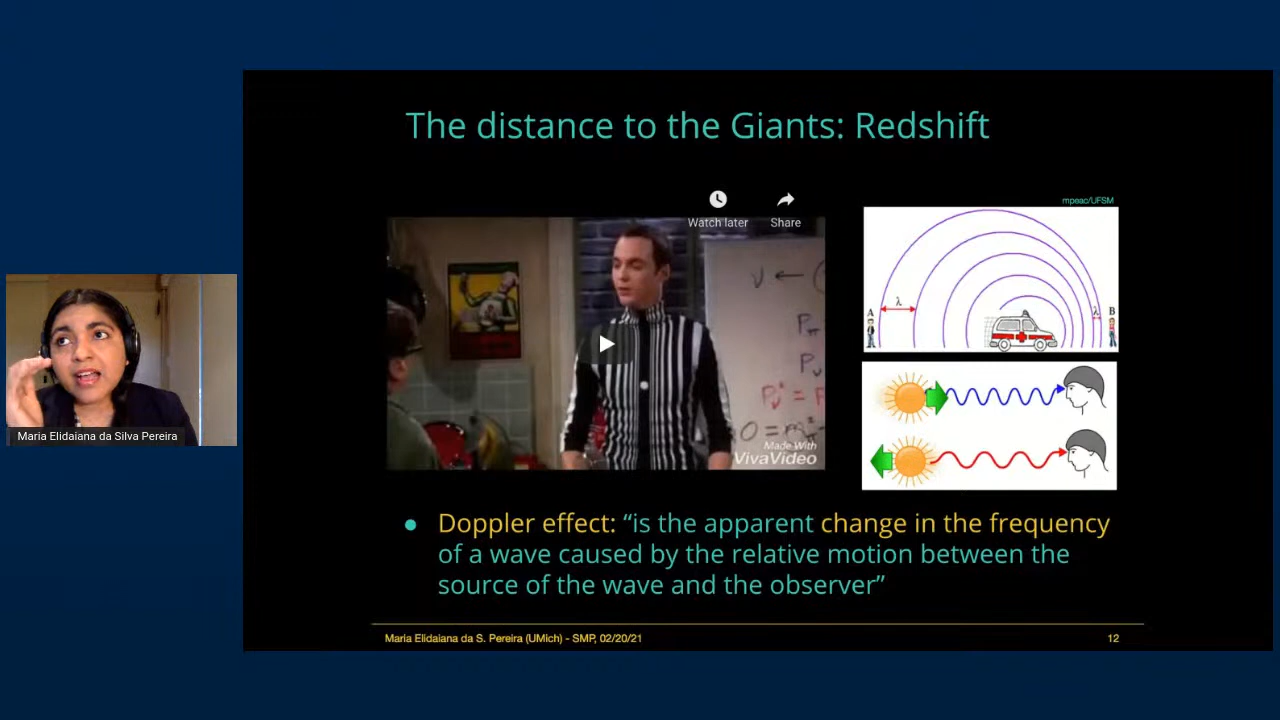 The distance to the Giants: Redshift
mpeac/UFSM
Watch later
Share
λ
A
λ
B
Made With
VivaVideo
Maria Elidaiana da Silva Pereira
● Doppler effect: “is the apparent change in the frequency
of a wave caused by the relative motion between the
source of the wave and the observer”
Maria Elidaiana da S. Pereira (UMich) - SMP, 02/20/21
12